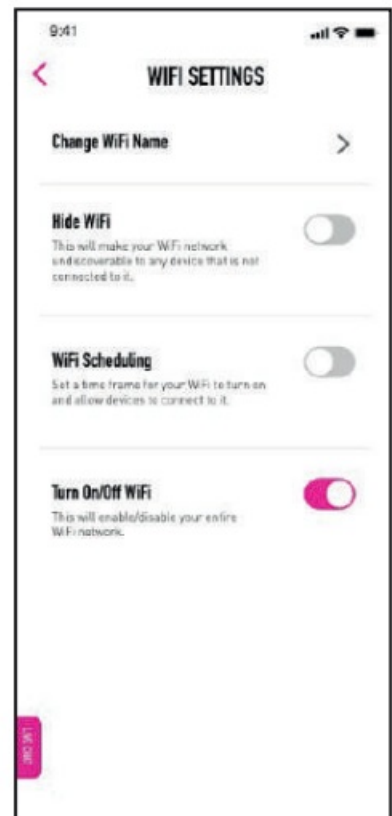 9:41
WIFI SETTINGS
Change WiFi Name
Hide WiFi
This will make your WiFi network
undiscoverable to any device that is not
connected to it.
WiFi Scheduling
Set a time frame for your WiFi to turn on
and allow devices to connect to it.
Turn On/Off WiFi
This will enable/disable your entire
WiFi network.
LIVE CHAT